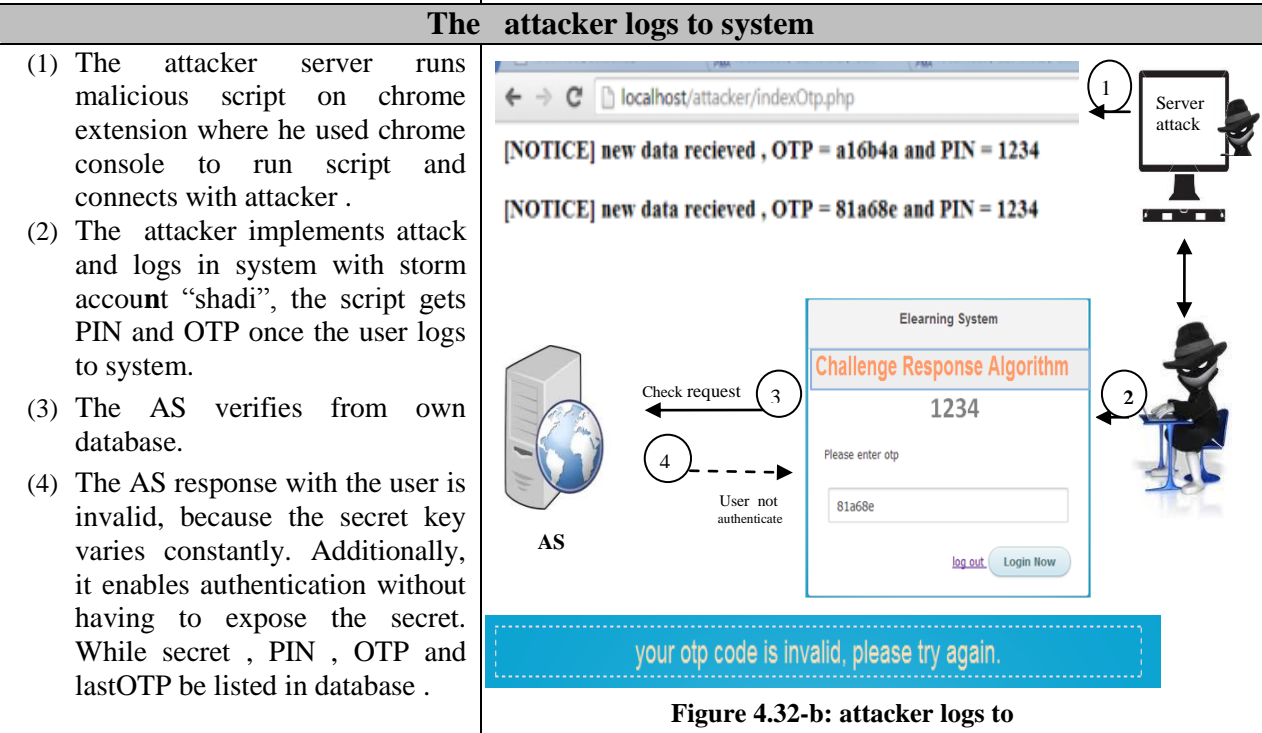 The attacker logs to system
(1) The attacker server runs
malicious script on chrome
extension where he used chrome
console to run script and
connects with attacker .
(2) The attacker implements attack
and logs in system with storm
account “shadi”, the script gets
PIN and OTP once the user logs
to system.
(3) The AS verifies from own
database.
(4) The AS response with the user is
invalid, because the secret key
varies constantly. Additionally,
it enables authentication without
having to expose the secret.
While secret , PIN , OTP and
lastOTP be listed in database .
localhost/attacker/indexOtp.php
[NOTICE] new data recieved , OTP = a16b4a and PIN = 1234
[NOTICE] new data recieved , OTP = 81a68e and PIN = 1234
1
Server
attack
Elearning System
Challenge Response Algorithm
1234
Please enter otp
81a68e
log out
Login Now
2
Check request
3
4
User not
authenticate
AS
your otp code is invalid, please try again.
Figure 4.32-b: attacker logs to